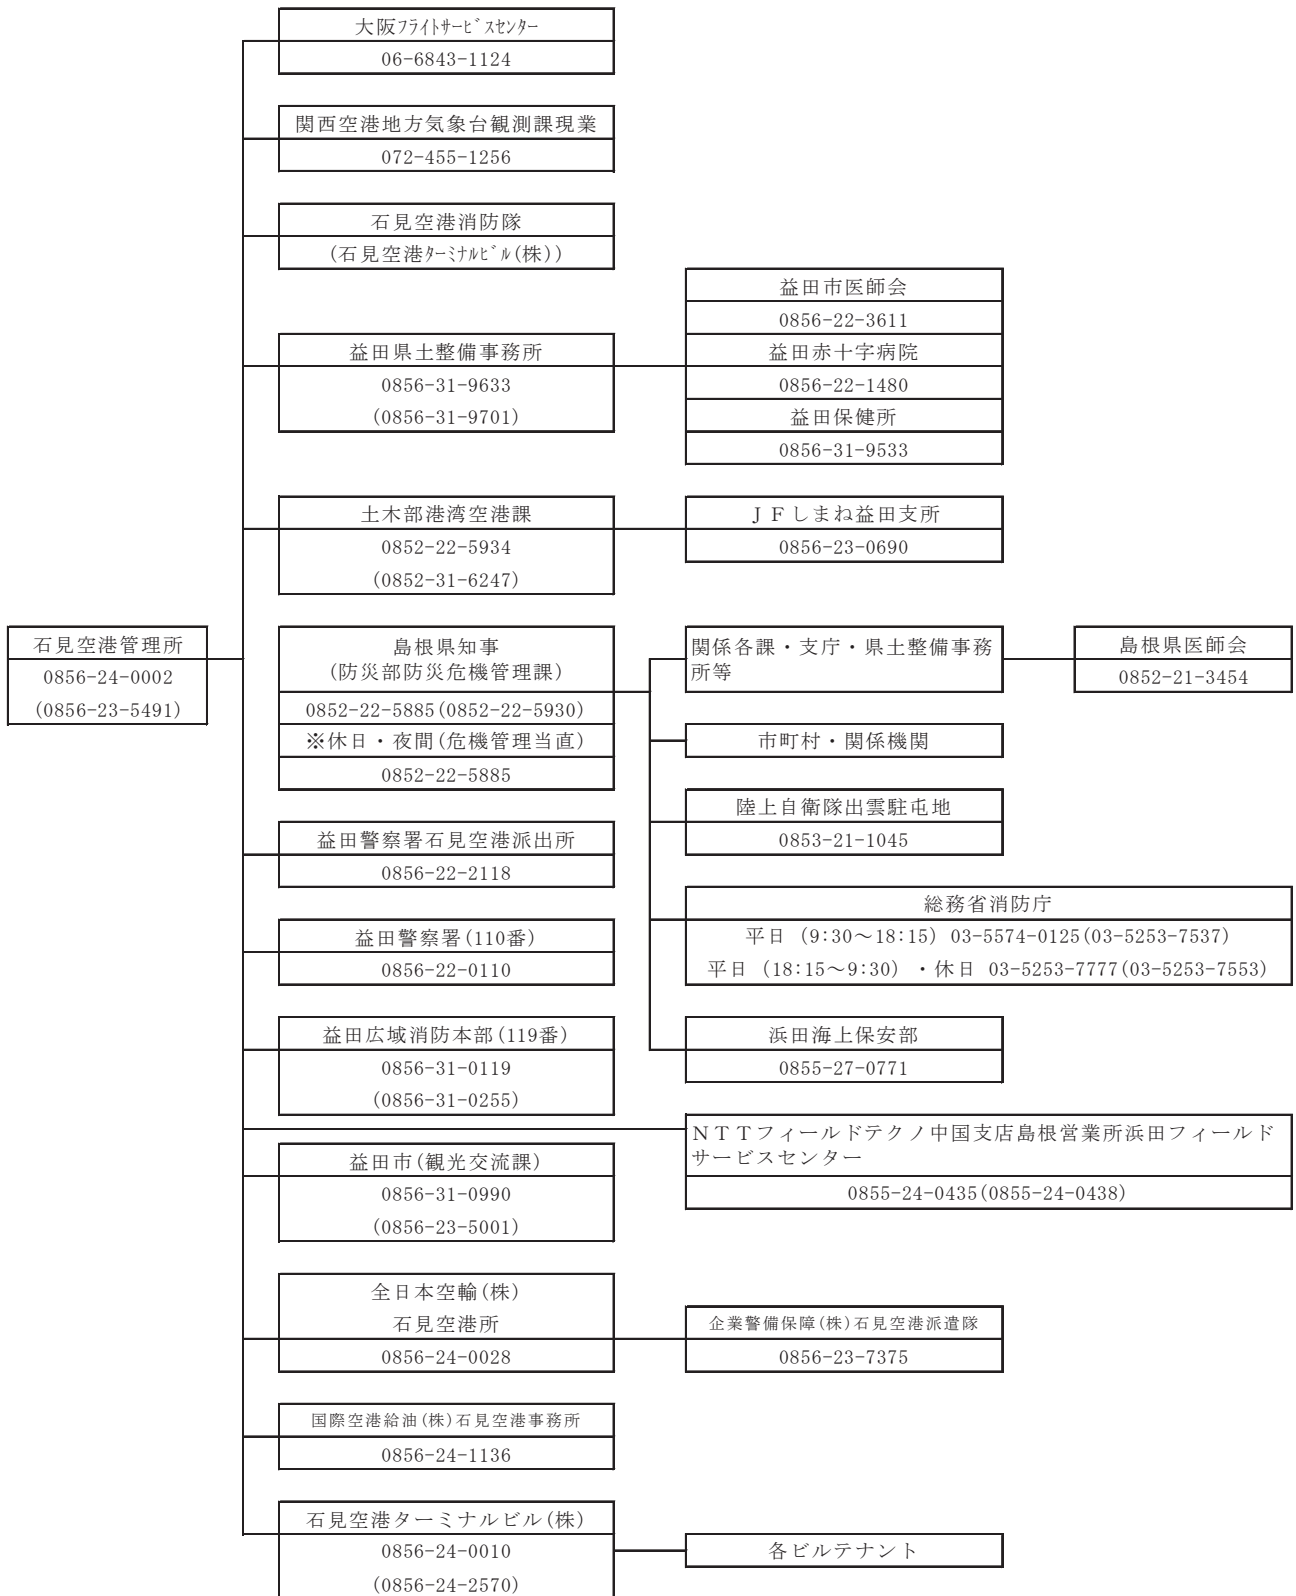 大阪ﾌﾗｲﾄｻｰﾋﾞｽｾﾝﾀｰ
06-6843-1124
関西空港地方気象台観測課現業
072-455-1256
石見空港消防隊
(石見空港ﾀｰﾐﾅﾙﾋﾞﾙ(株))
益田市医師会
0856-22-3611
益田県土整備事務所
0856-31-9633
(0856-31-9701)
益田赤十字病院
0856-22-1480
益田保健所
0856-31-9533
土木部港湾空港課
0852-22-5934
(0852-31-6247)
ＪＦしまね益田支所
0856-23-0690
石見空港管理所
0856-24-0002
(0856-23-5491)
島根県知事
(防災部防災危機管理課)
0852-22-5885(0852-22-5930)
※休日・夜間(危機管理当直)
0852-22-5885
関係各課・支庁・県土整備事務
所等
島根県医師会
0852-21-3454
市町村・関係機関
陸上自衛隊出雲駐屯地
0853-21-1045
益田警察署石見空港派出所
0856-22-2118
総務省消防庁
平日 (9:30～18:15) 03-5574-0125(03-5253-7537)
平日 (18:15～9:30) ・休日 03-5253-7777(03-5253-7553)
益田警察署(110番)
0856-22-0110
益田広域消防本部(119番)
0856-31-0119
(0856-31-0255)
浜田海上保安部
0855-27-0771
ＮＴＴフィールドテクノ中国支店島根営業所浜田フィールド
サービスセンター
0855-24-0435(0855-24-0438)
益田市(観光交流課)
0856-31-0990
(0856-23-5001)
全日本空輸(株)
石見空港所
0856-24-0028
企業警備保障(株)石見空港派遣隊
0856-23-7375
国際空港給油(株)石見空港事務所
0856-24-1136
石見空港ターミナルビル(株)
0856-24-0010
(0856-24-2570)
各ビルテナント